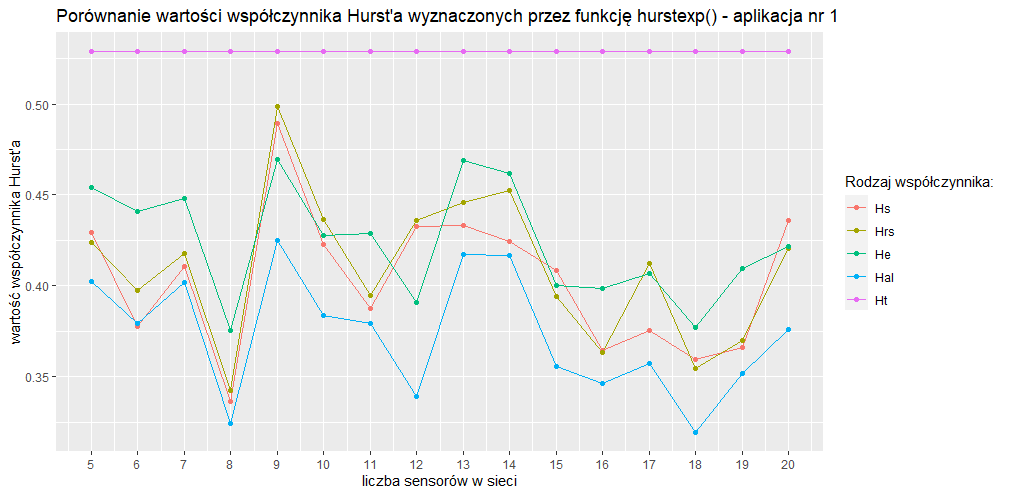 Porównanie wartości współczynnika Hurst'a wyznaczonych przez funkcję hurstexp() - aplikacja nr 1
wartość współczynnika Hurst'a
0.50
0.45
0.40
0.35
5 6 7 8 9 10 11 12 13 14 15 16 17 18 19 20
liczba sensorów w sieci
Rodzaj współczynnika:
Hs
Hrs
He
Hal
Ht